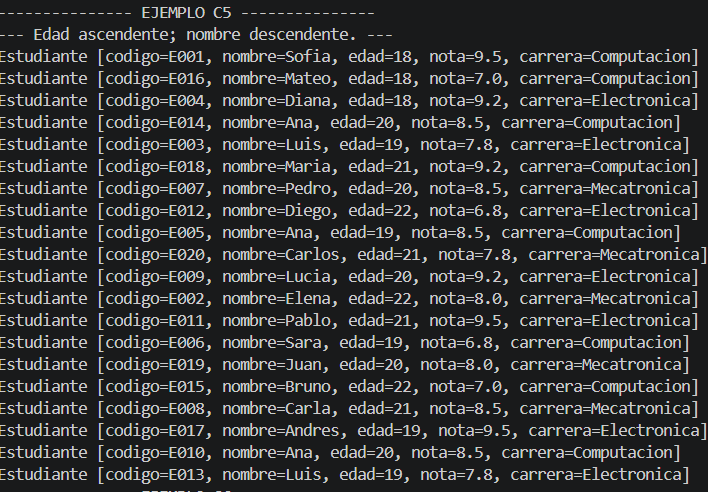 --------------- EJEMPLO C5 ---------------
--- Edad ascendente; nombre descendente. ---
Estudiante [codigo=E001, nombre=Sofia, edad=18, nota=9.5, carrera=Computacion]
Estudiante [codigo=E016, nombre=Mateo, edad=18, nota=7.0, carrera=Computacion]
Estudiante [codigo=E004, nombre=Diana, edad=18, nota=9.2, carrera=Electronica]
Estudiante [codigo=E014, nombre=Ana, edad=20, nota=8.5, carrera=Computacion]
Estudiante [codigo=E003, nombre=Luis, edad=19, nota=7.8, carrera=Electronica]
Estudiante [codigo=E018, nombre=Maria, edad=21, nota=9.2, carrera=Computacion]
Estudiante [codigo=E007, nombre=Pedro, edad=20, nota=8.5, carrera=Mecatronica]
Estudiante [codigo=E012, nombre=Diego, edad=22, nota=6.8, carrera=Electronica]
Estudiante [codigo=E005, nombre=Ana, edad=19, nota=8.5, carrera=Computacion]
Estudiante [codigo=E020, nombre=Carlos, edad=21, nota=7.8, carrera=Mecatronica]
Estudiante [codigo=E009, nombre=Lucia, edad=20, nota=9.2, carrera=Electronica]
Estudiante [codigo=E002, nombre=Elena, edad=22, nota=8.0, carrera=Mecatronica]
Estudiante [codigo=E011, nombre=Pablo, edad=21, nota=9.5, carrera=Electronica]
Estudiante [codigo=E006, nombre=Sara, edad=19, nota=6.8, carrera=Computacion]
Estudiante [codigo=E019, nombre=Juan, edad=20, nota=8.0, carrera=Mecatronica]
Estudiante [codigo=E015, nombre=Bruno, edad=22, nota=7.0, carrera=Computacion]
Estudiante [codigo=E008, nombre=Carla, edad=21, nota=8.5, carrera=Mecatronica]
Estudiante [codigo=E017, nombre=Andres, edad=19, nota=9.5, carrera=Electronica]
Estudiante [codigo=E010, nombre=Ana, edad=20, nota=8.5, carrera=Computacion]
Estudiante [codigo=E013, nombre=Luis, edad=19, nota=7.8, carrera=Electronica]